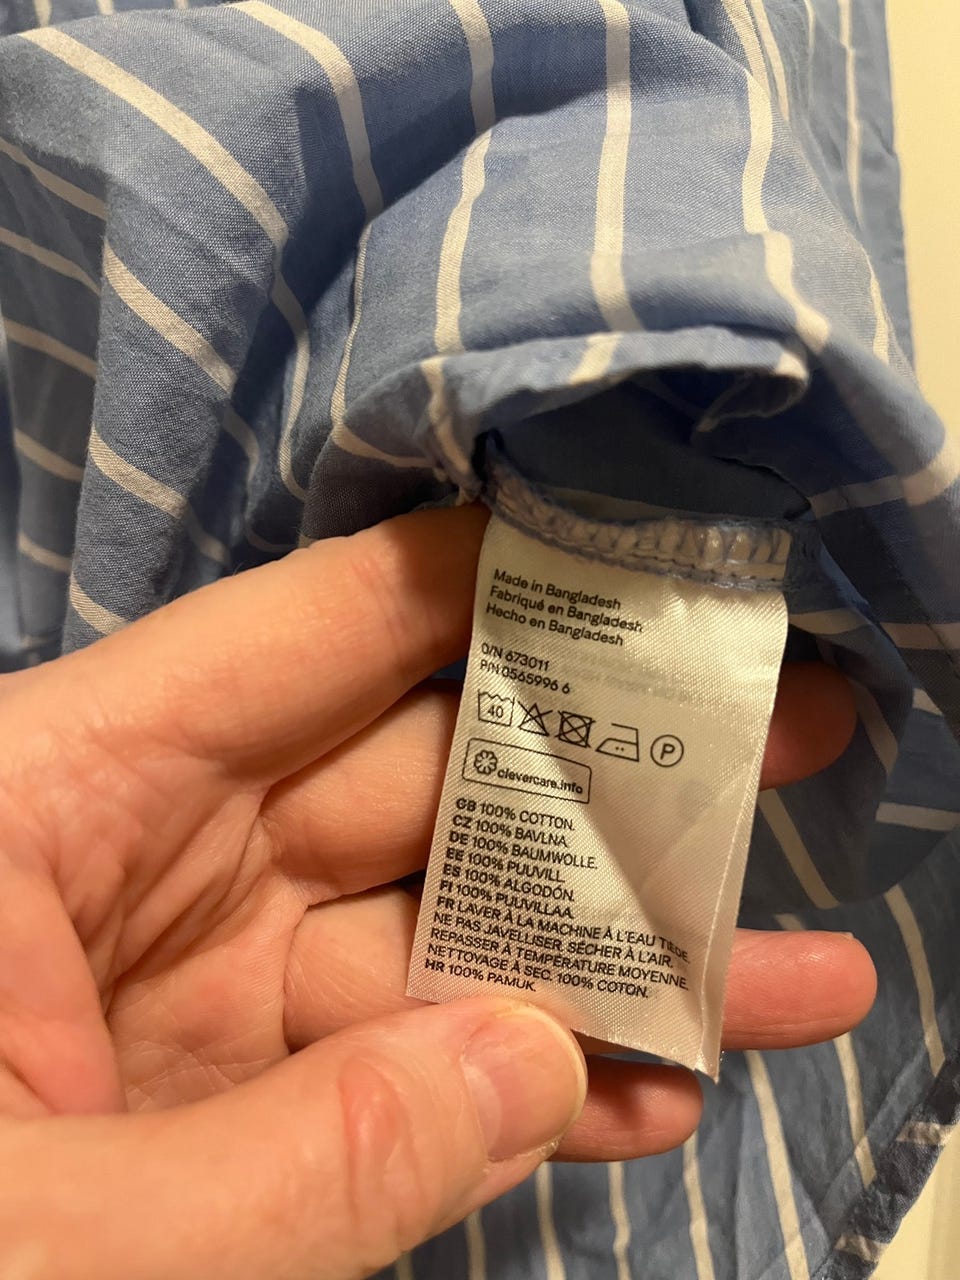 Made in Bangladesh
Fabriqué en Bangladesh
Hecho en Bangladesh
O/N 673011
P/N 0565996 6
40
P
clevercare.info
GB 100% COTTON.
CZ 100% BAVLNA.
DE 100% BAUMWOLLE.
EE 100% PUUVILL.
ES 100% ALGODÓN.
FI 100% PUUVILLAA.
FR LAVER À LA MACHINE À L'EAU TIÈDE.
NE PAS JAVELLISER. SÉCHER À L'AIR.
REPASSER À TEMPÉRATURE MOYENNE.
NETTOYAGE À SEC. 100% COTON.
HR 100% PAMUK.